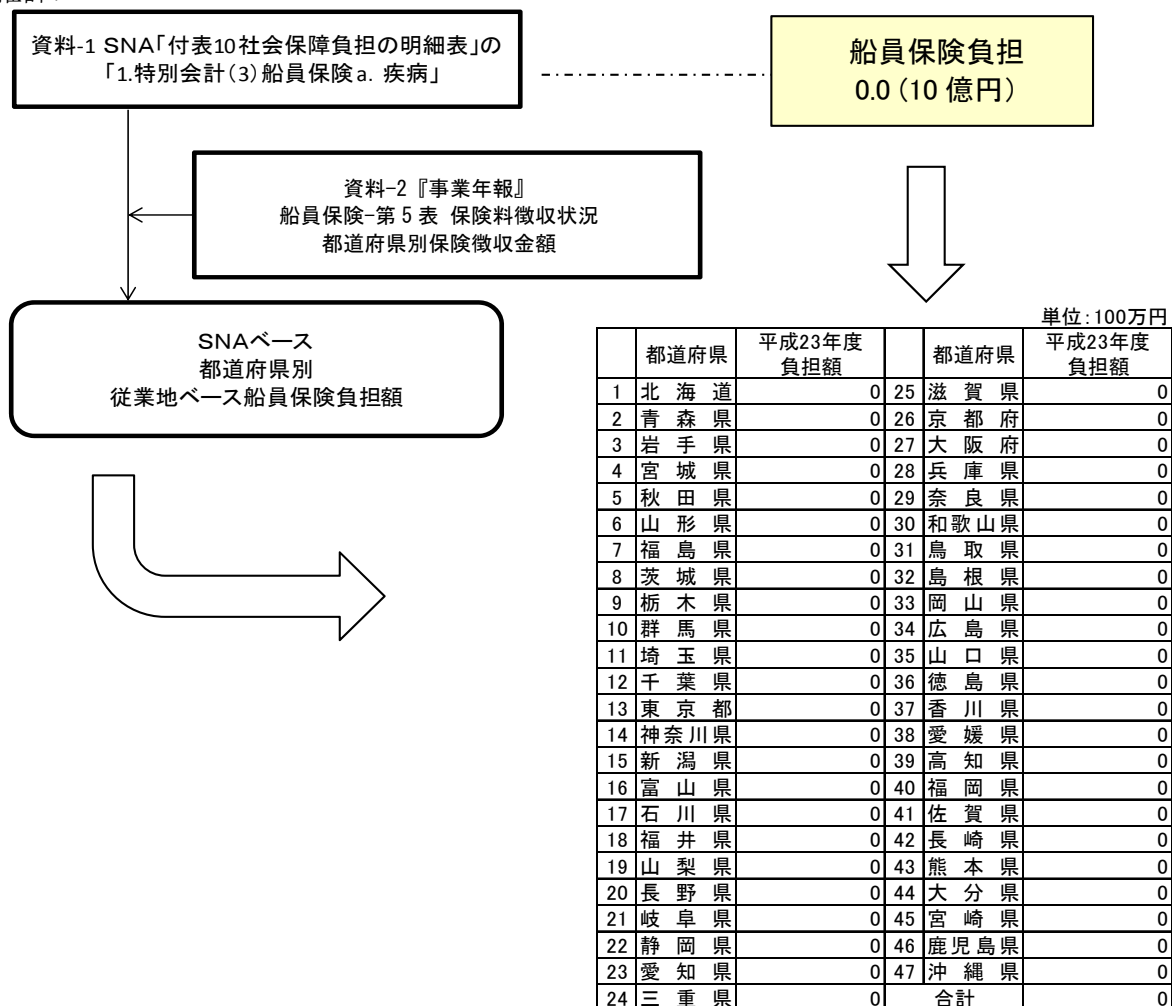 資料-1 SNA「付表10社会保障負担の明細表」の
「1.特別会計(3)船員保険a. 疾病」
船員保険負担
0.0(10 億円)
資料-2『事業年報』
船員保険-第5表 保険料徴収状況
都道府県別保険徴収金額
SNAベース
都道府県別
従業地ベース船員保険負担額
単位:100万円
都道府県 平成23年度負担額 都道府県 平成23年度負担額
1 北海道 0 25 滋賀県 0
2 青森県 0 26 京都府 0
3 岩手県 0 27 大阪府 0
4 宮城県 0 28 兵庫県 0
5 秋田県 0 29 奈良県 0
6 山形県 0 30 和歌山県 0
7 福島県 0 31 鳥取県 0
8 茨城県 0 32 島根県 0
9 栃木県 0 33 岡山県 0
10 群馬県 0 34 広島県 0
11 埼玉県 0 35 山口県 0
12 千葉県 0 36 徳島県 0
13 東京都 0 37 香川県 0
14 神奈川県 0 38 愛媛県 0
15 新潟県 0 39 高知県 0
16 富山県 0 40 福岡県 0
17 石川県 0 41 佐賀県 0
18 福井県 0 42 長崎県 0
19 山梨県 0 43 熊本県 0
20 長野県 0 44 大分県 0
21 岐阜県 0 45 宮崎県 0
22 静岡県 0 46 鹿児島県 0
23 愛知県 0 47 沖縄県 0
24 三重県 0 合計 0